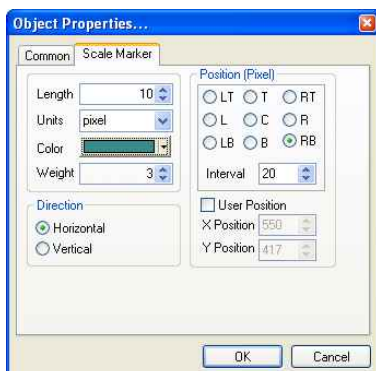 Object Properties...
Common Scale Marker
Length 10
Units pixel
Color
Weight 3
Direction
Horizontal
Vertical
Position (Pixel)
LT T RT
L C R
LB B RB
Interval 20
User Position
X Position 550
Y Position 417
OK Cancel